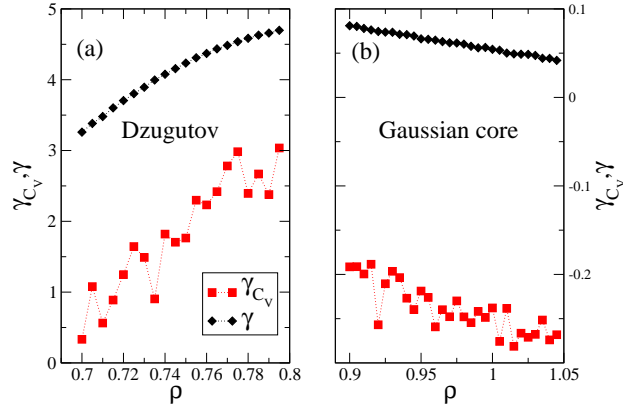 (a)
Dzugutov
γ_{C_V}, γ
5
4
3
2
1
0
0.7
0.72
0.74
0.76
0.78
0.8
ρ
γ_{C_V}
γ
(b)
Gaussian core
0.1
0
-0.1
-0.2
γ_{C_V}, γ
0.9
0.95
1
1.05
ρ